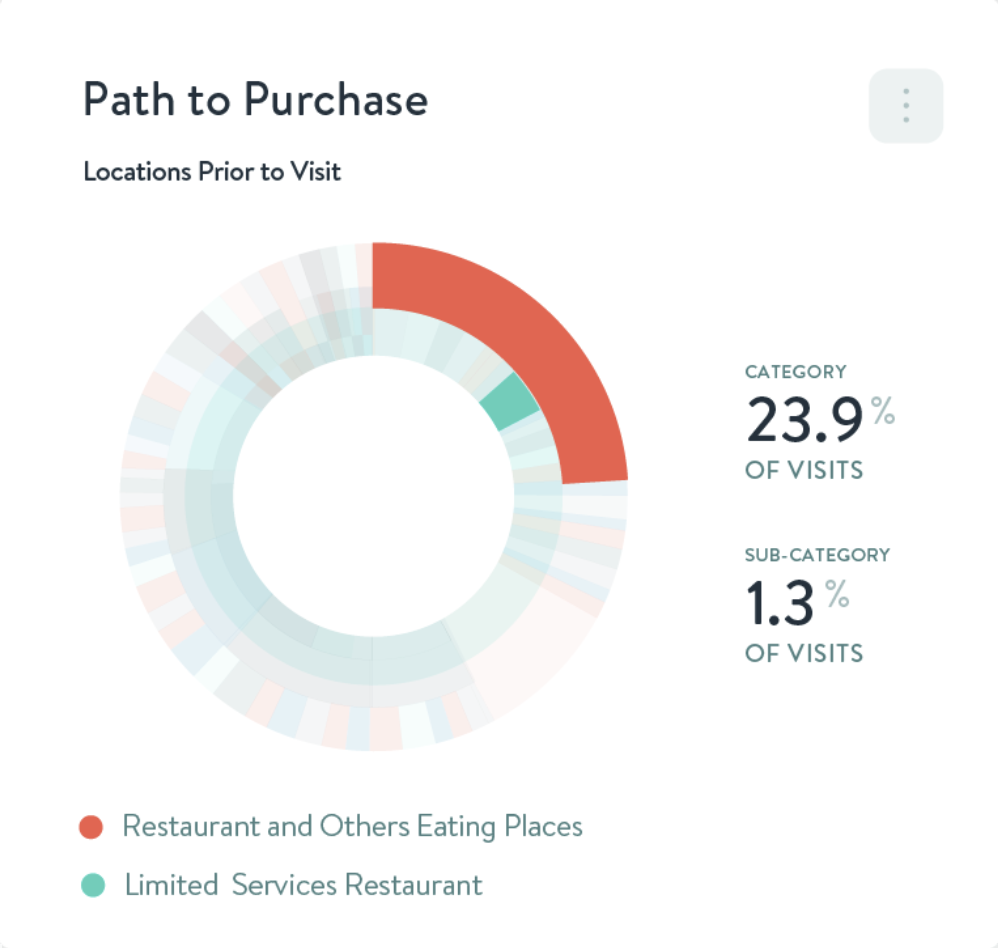 Path to Purchase
Locations Prior to Visit
CATEGORY
23.9%
OF VISITS
SUB-CATEGORY
1.3%
OF VISITS
Restaurant and Others Eating Places
Limited Services Restaurant